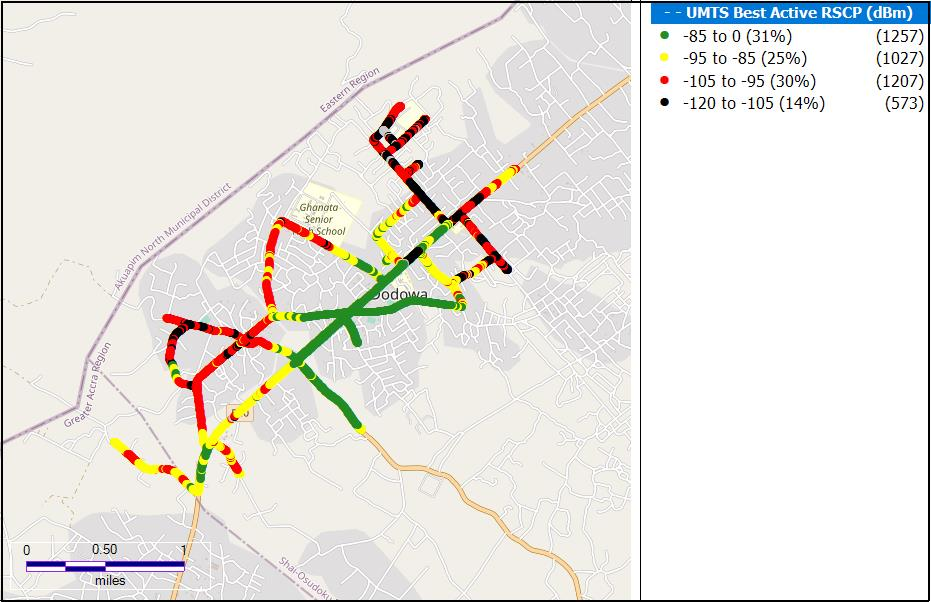 - - UMTS Best Active RSCP (dBm)
-85 to 0 (31%) (1257)
-95 to -85 (25%) (1027)
-105 to -95 (30%) (1207)
-120 to -105 (14%) (573)
Eastern Region
Akuapim North Municipal District
Ghanata
Senior
School
Dodowa
Greater Accra Region
Shai-Osudoku
0 0.50 1
miles